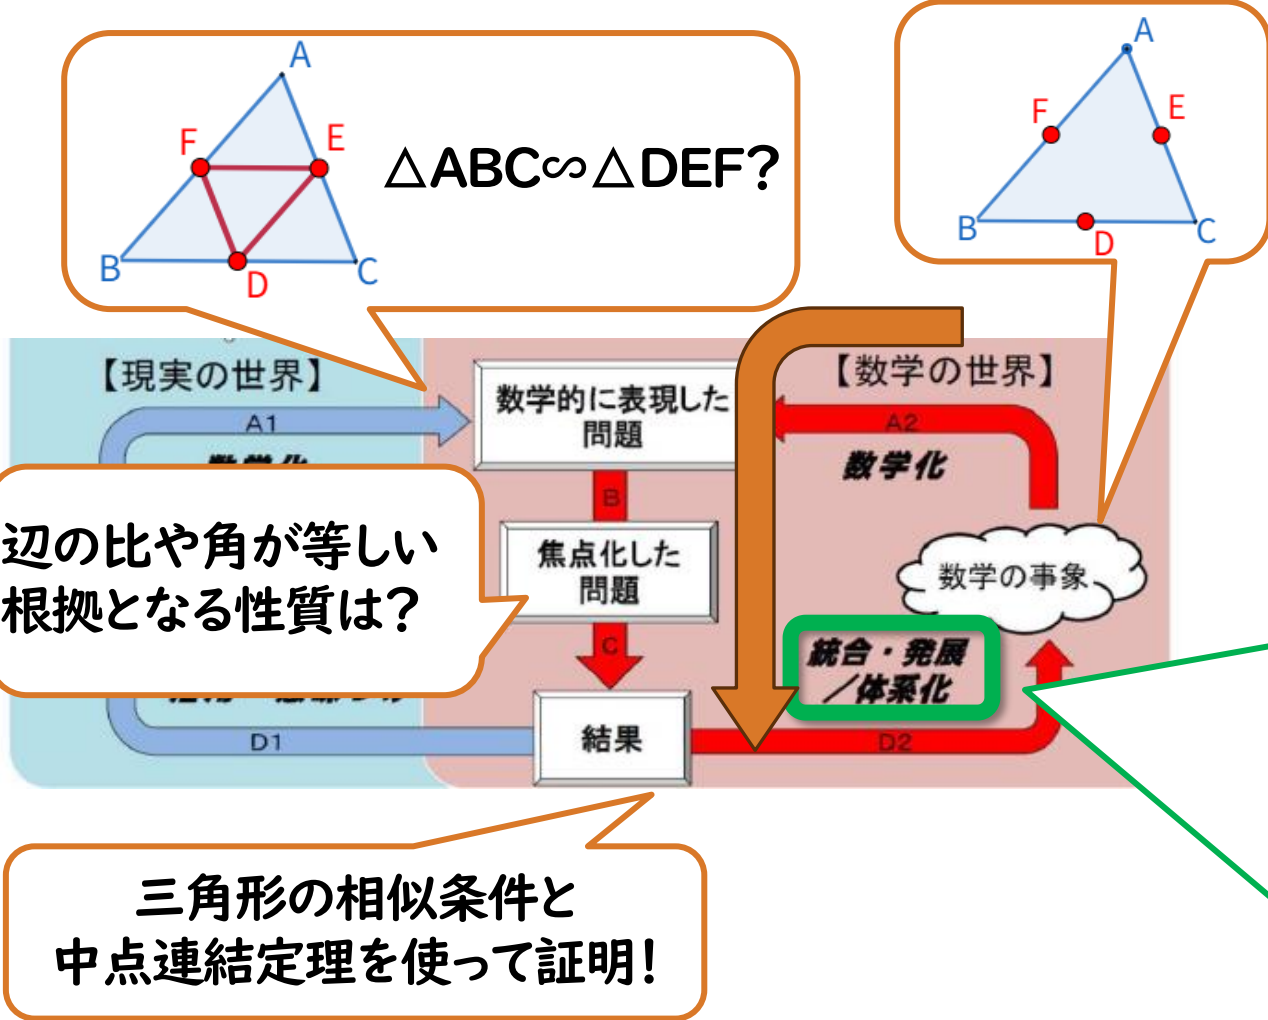 A
F
E
B
D
C
△ABC∽△DEF?
A
F
E
B
D
C
【現実の世界】
【数学の世界】
A1
数学的に表現した
問題
A2
数学化
数学化
B
辺の比や角が等しい
根拠となる性質は?
焦点化した
問題
数学の事象
C
統合・発展
/体系化
D1
結果
D2
三角形の相似条件と
中点連結定理を使って証明!